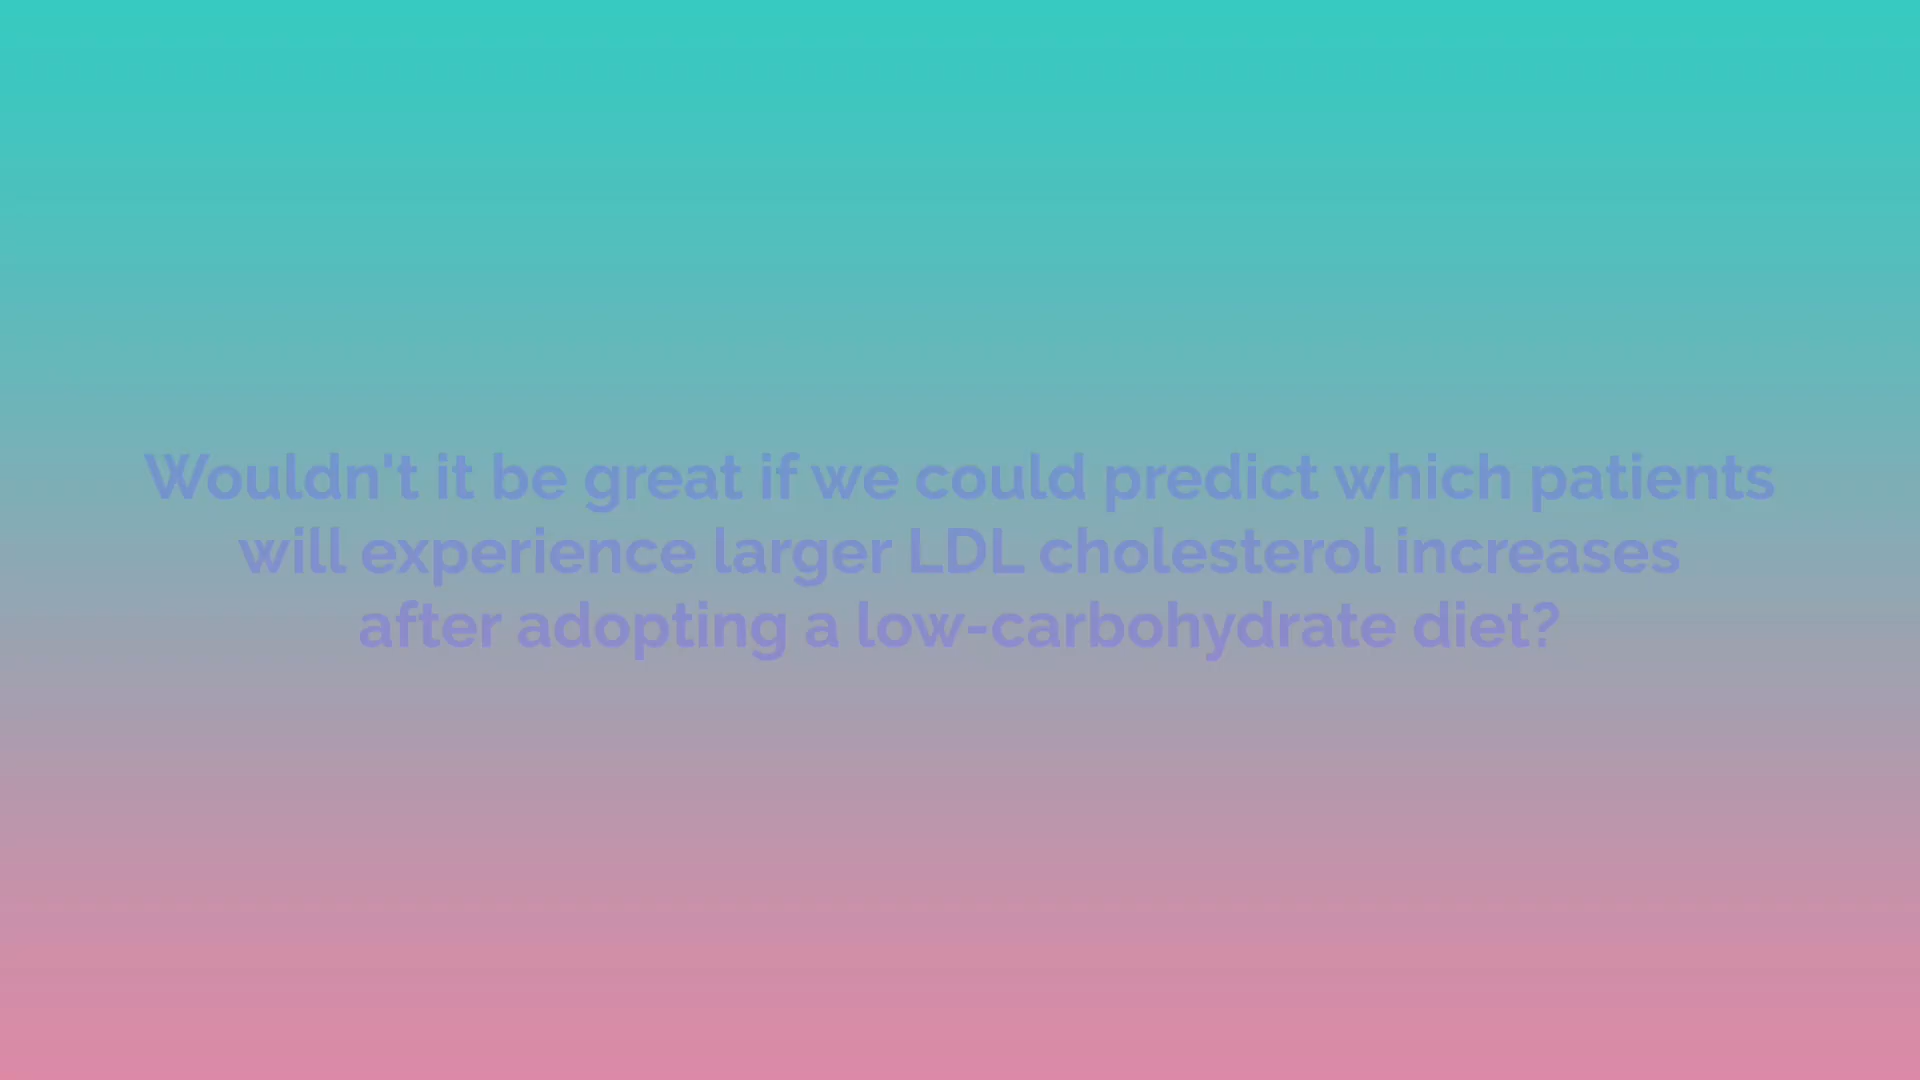 Wouldn't it be great if we could predict which patients
will experience larger LDL cholesterol increases
after adopting a low-carbohydrate diet?